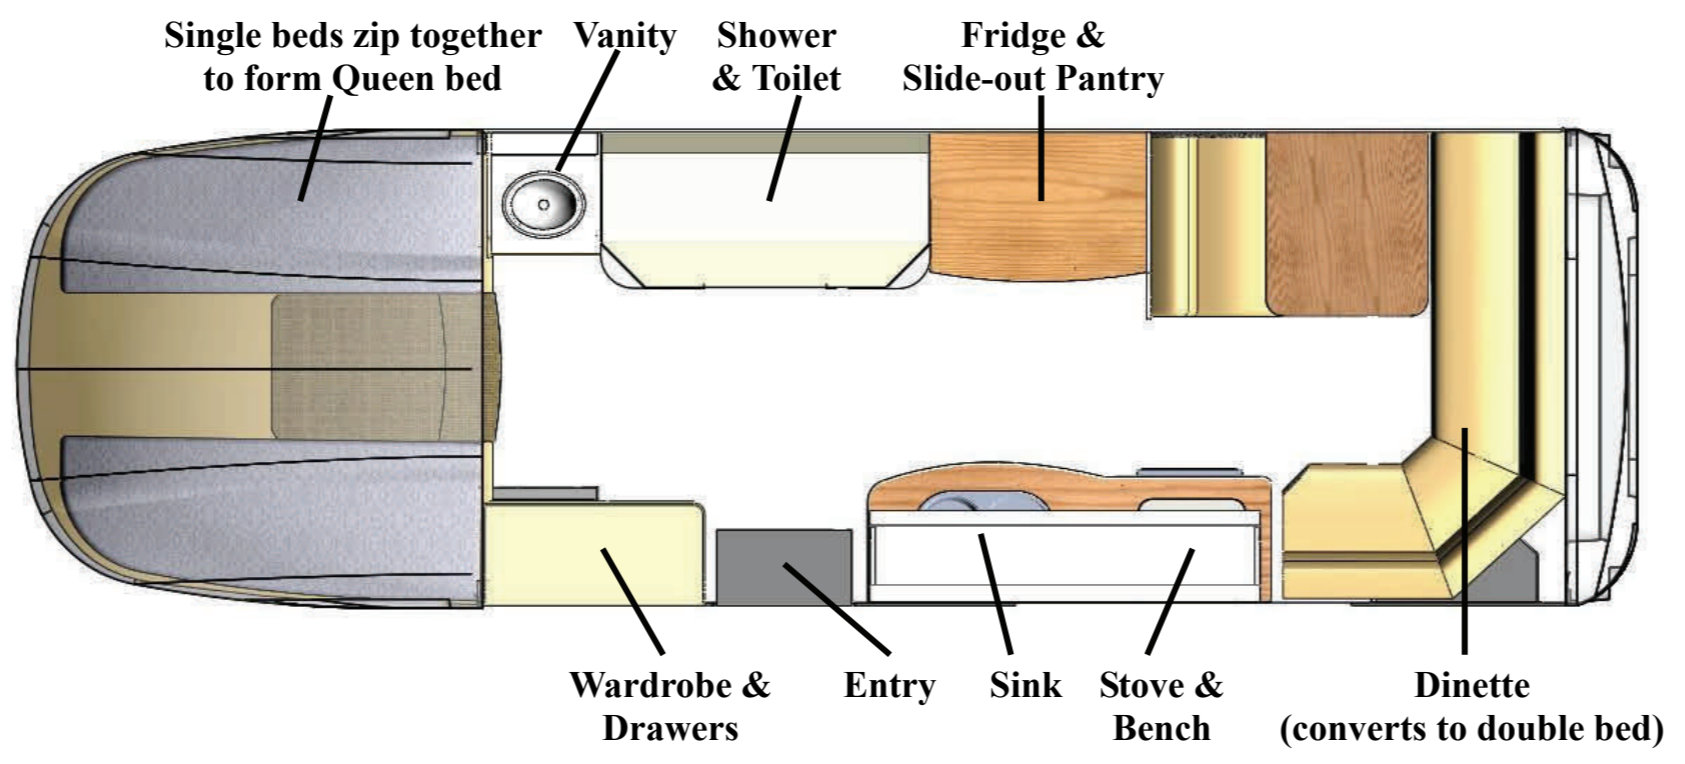 Single beds zip together
to form Queen bed
Vanity
Shower
& Toilet
Fridge &
Slide-out Pantry
Wardrobe &
Drawers
Entry
Sink
Stove &
Bench
Dinette
(converts to double bed)